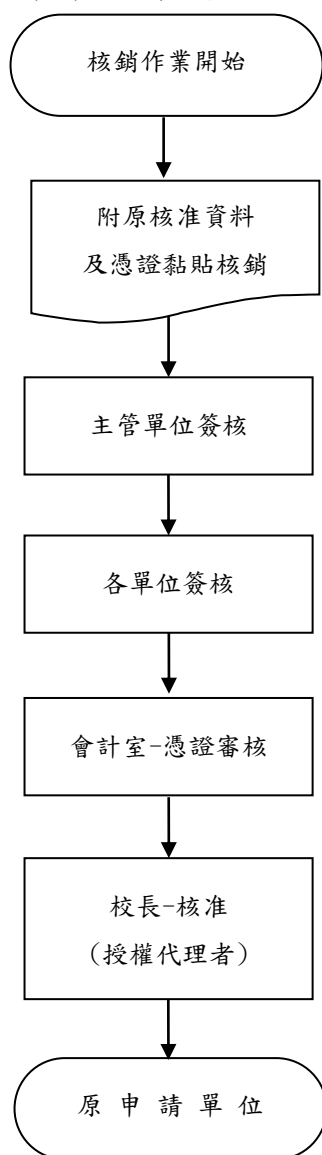 核銷作業開始
附原核准資料
及憑證黏貼核銷
主管單位簽核
各單位簽核
會計室-憑證審核
校長-核准
(授權代理者)
原 申 請 單 位